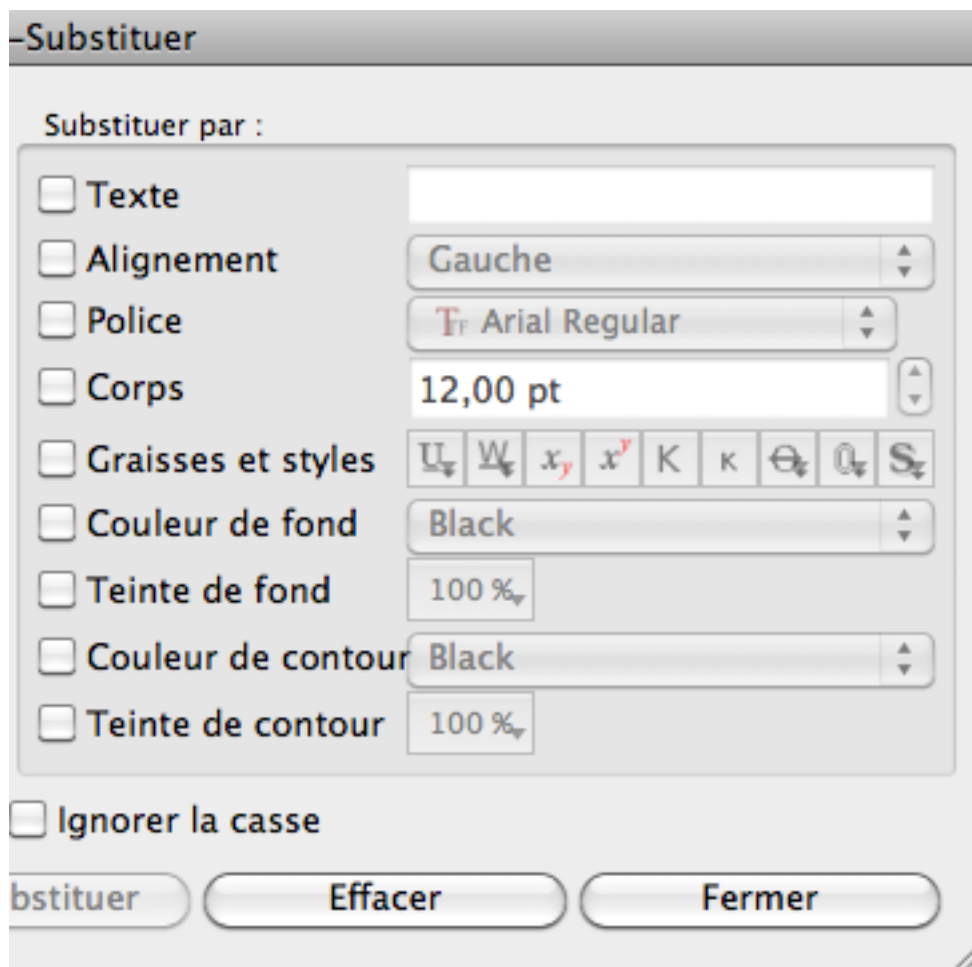 –Substituer
Substituer par :
Texte
Alignement Gauche
Police Arial Regular
Corps 12,00 pt
Graisses et styles U W xy xy K K O O S
Couleur de fond Black
Teinte de fond 100 %
Couleur de contour Black
Teinte de contour 100 %
Ignorer la casse
bstituer Effacer Fermer